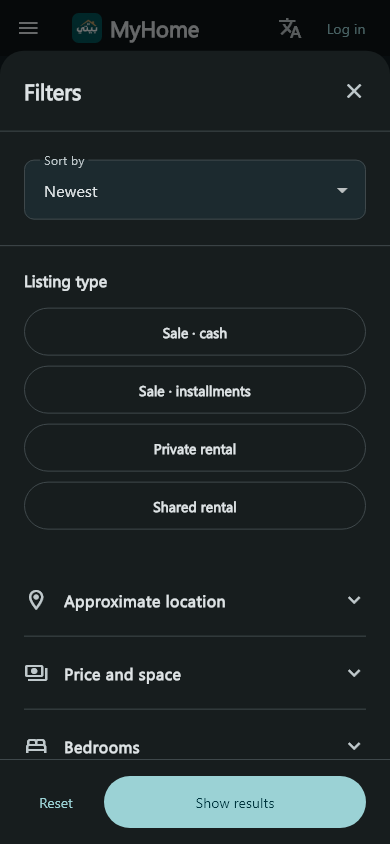 MyHome
Log in
Filters
Sort by
Newest
Listing type
Sale · cash
Sale · installments
Private rental
Shared rental
Approximate location
Price and space
Bedrooms
Reset
Show results